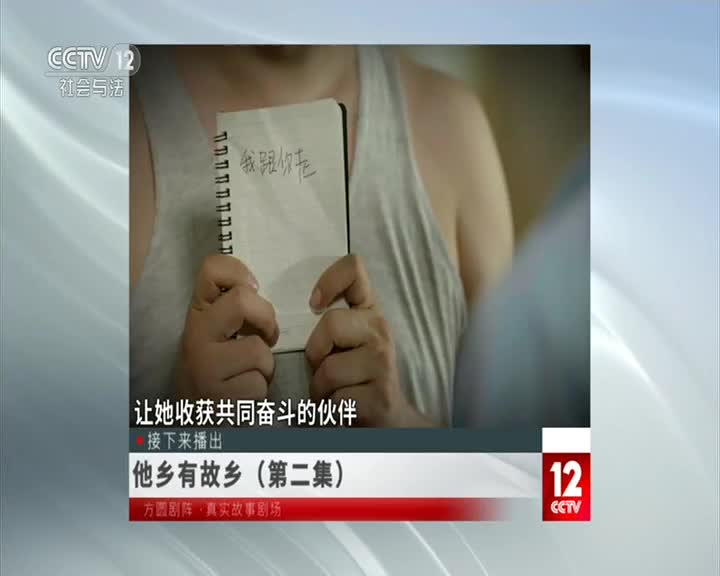 CCTV 12
社会与法
我跟你走
让她收获共同奋斗的伙伴
接下来播出
他乡有故乡（第二集）
方圆剧阵·真实故事剧场
12
CCTV